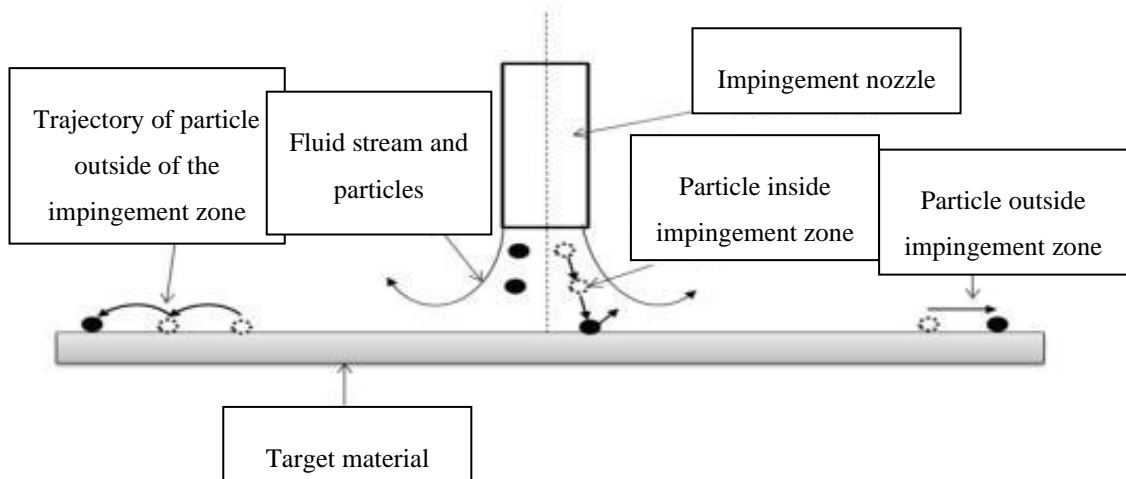 Impingement nozzle
Trajectory of particle
outside of the
impingement zone
Fluid stream and
particles
Particle inside
impingement zone
Particle outside
impingement zone
Target material